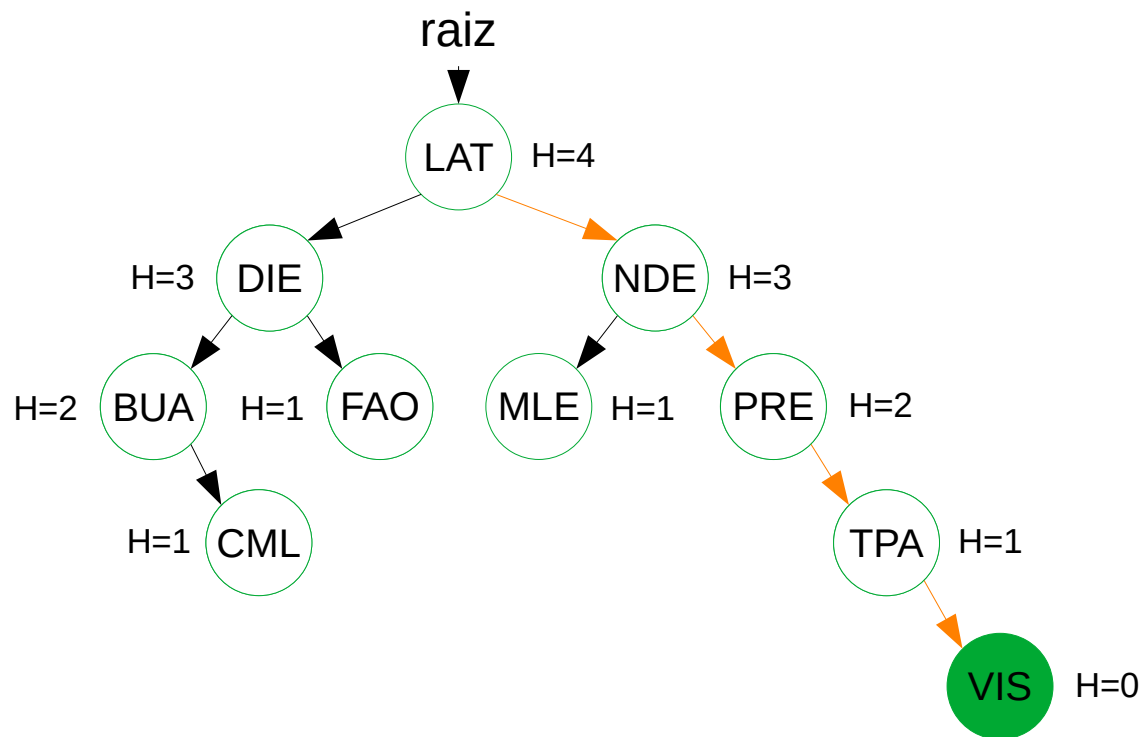 raiz
LAT H=4
H=3 DIE NDE H=3
H=2 BUA H=1 FAO MLE H=1 PRE H=2
H=1 CML TPA H=1
VIS H=0